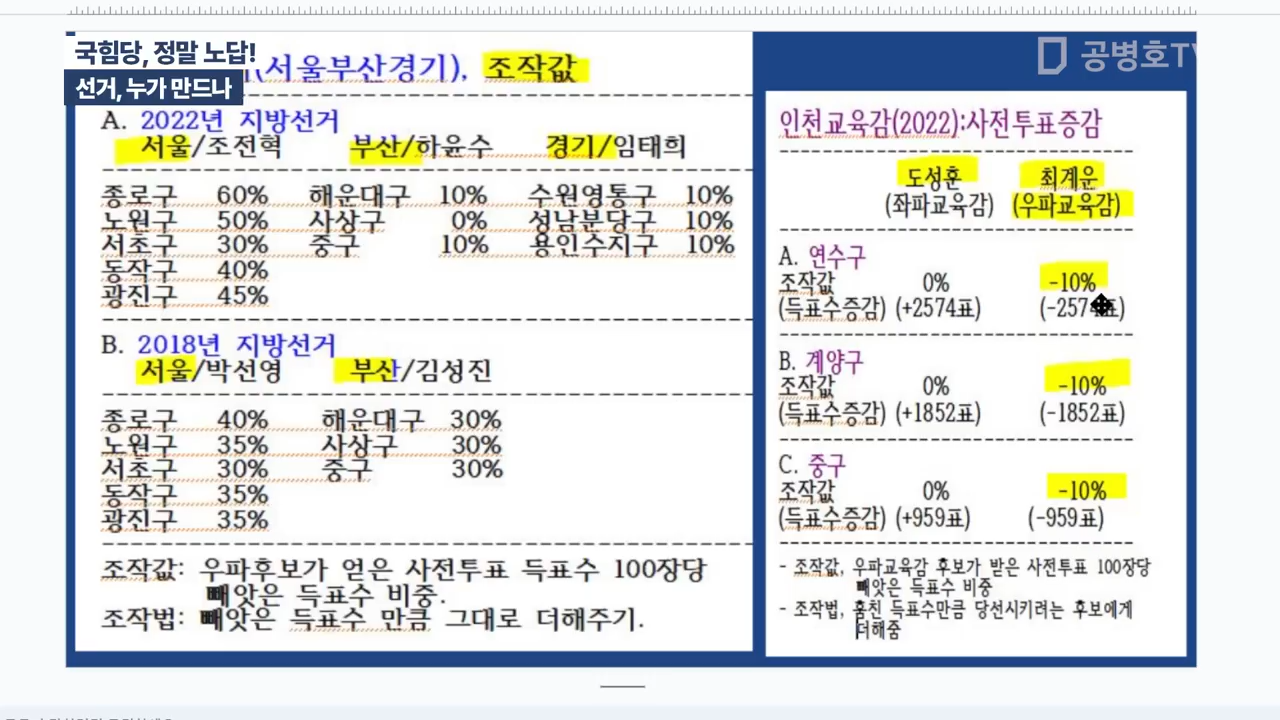 국힘당, 정말 노답!
선거, 누가 만드나
(서울부산경기), 조작값
A. 2022년 지방선거
서울/조전혁 부산/하윤수 경기/임태희
종로구 60% 해운대구 10% 수원영통구 10%
노원구 50% 사상구 0% 성남분당구 10%
서초구 30% 중구 10% 용인수지구 10%
동작구 40%
광진구 45%
B. 2018년 지방선거
서울/박선영 부산/김성진
종로구 40% 해운대구 30%
노원구 35% 사상구 30%
서초구 30% 중구 30%
동작구 35%
광진구 35%
조작값: 우파후보가 얻은 사전투표 득표수 100장당
빼앗은 득표수 비중.
조작법: 빼앗은 득표수 만큼 그대로 더해주기.
공병호TV
인천교육감(2022):사전투표증감
도성훈 최계운
(좌파교육감) (우파교육감)
A. 연수구
조작값 0% -10%
(득표수증감) (+2574표) (-2574표)
B. 계양구
조작값 0% -10%
(득표수증감) (+1852표) (-1852표)
C. 중구
조작값 0% -10%
(득표수증감) (+959표) (-959표)
- 조작값, 우파교육감 후보가 받은 사전투표 100장당
빼앗은 득표수 비중
- 조작법, 훔친 득표수만큼 당선시키려는 후보에게
더해줌